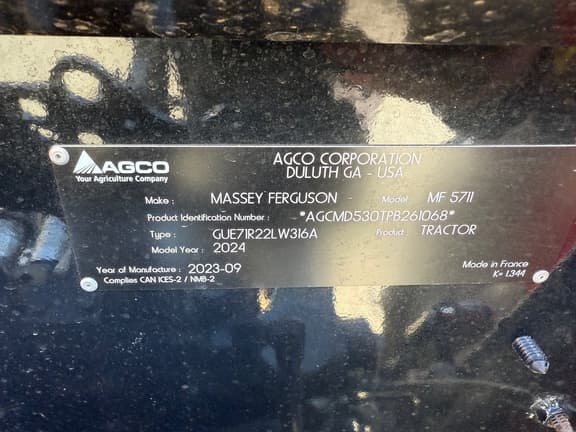 AGCO
Your Agriculture Company
AGCO CORPORATION
DULUTH GA - USA
Make : MASSEY FERGUSON Model: MF 5711
Product Identification Number : *AGCMD530TPB261068*
Type : GUE71R22LW316A Product: TRACTOR
Model Year : 2024
Year of Manufacture : 2023-09
Complies CAN ICES-2 / NMB-2
Made in France
K= 1.344